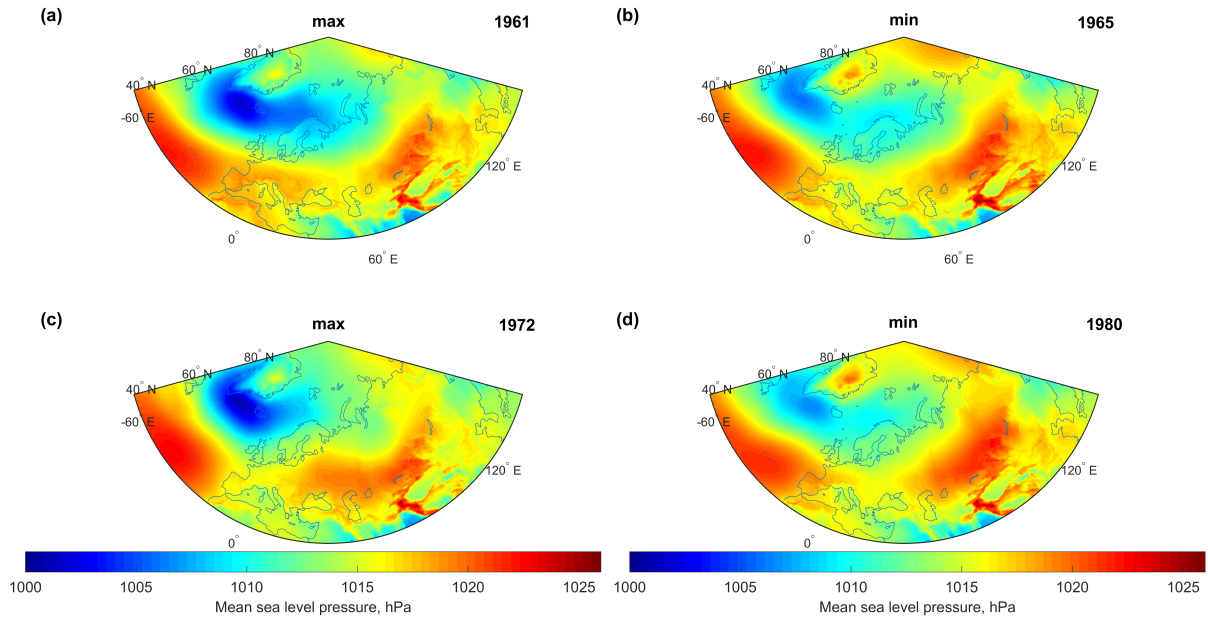 (a) max 1961
80° N
60° N
40° N
-60° E
120° E
0°
60° E
(b) min 1965
80° N
60° N
40° N
-60° E
120° E
0°
60° E
(c) max 1972
80° N
60° N
40° N
-60° E
120° E
0°
(d) min 1980
80° N
60° N
40° N
-60° E
120° E
0°
1000 1005 1010 1015 1020 1025
Mean sea level pressure, hPa
1000 1005 1010 1015 1020 1025
Mean sea level pressure, hPa